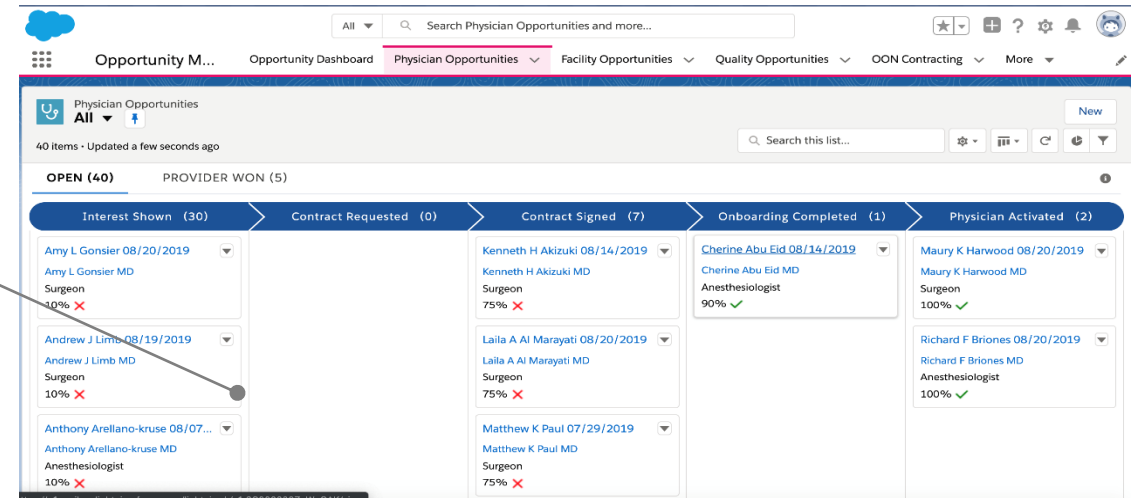 All
Search Physician Opportunities and more...
Opportunity M...
Opportunity Dashboard
Physician Opportunities
Facility Opportunities
Quality Opportunities
OON Contracting
More
Physician Opportunities
All
New
40 items • Updated a few seconds ago
Search this list...
OPEN (40)
PROVIDER WON (5)
Interest Shown (30)
Contract Requested (0)
Contract Signed (7)
Onboarding Completed (1)
Physician Activated (2)
Amy L Gonsier 08/20/2019
Amy L Gonsier MD
Surgeon
10%
Andrew J Limb 08/19/2019
Andrew J Limb MD
Surgeon
10%
Anthony Arellano-kruse 08/07...
Anthony Arellano-kruse MD
Anesthesiologist
10%
Kenneth H Akizuki 08/14/2019
Kenneth H Akizuki MD
Surgeon
75%
Laila A Al Marayati 08/20/2019
Laila A Al Marayati MD
Surgeon
75%
Matthew K Paul 07/29/2019
Matthew K Paul MD
Surgeon
75%
Cherine Abu Eid 08/14/2019
Cherine Abu Eid MD
Anesthesiologist
90%
Maury K Harwood 08/20/2019
Maury K Harwood MD
Surgeon
100%
Richard F Briones 08/20/2019
Richard F Briones MD
Anesthesiologist
100%